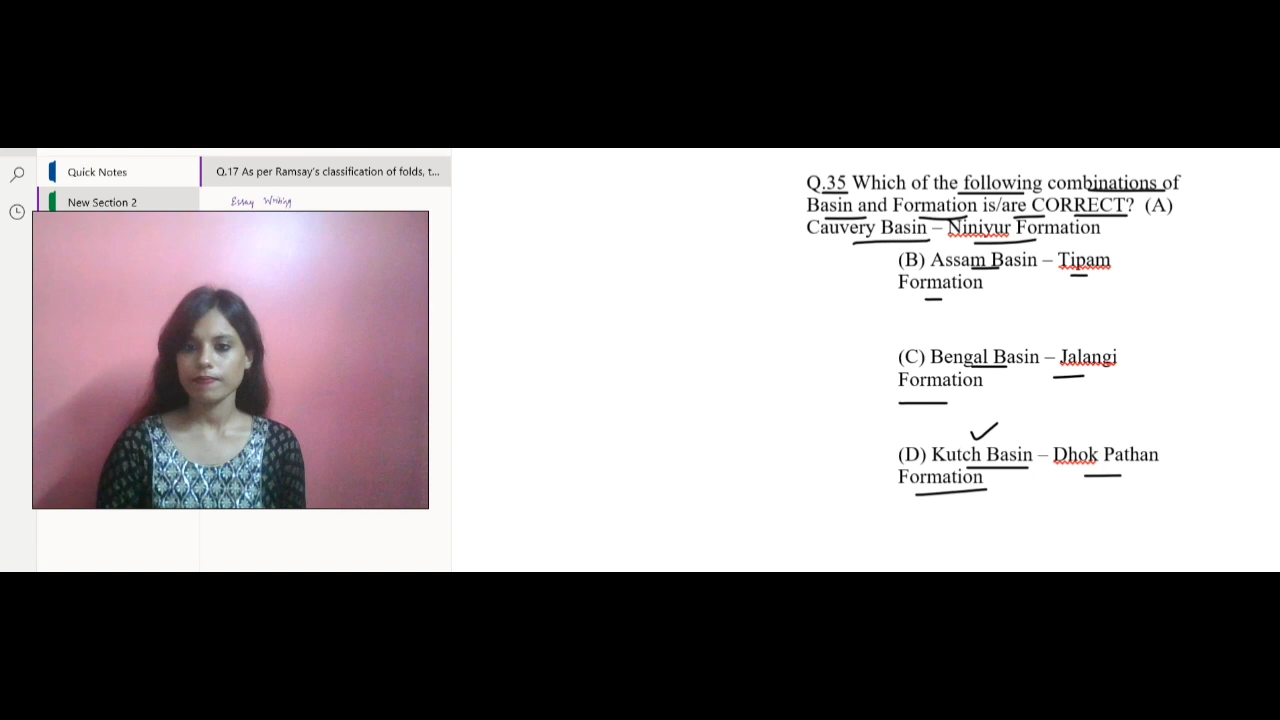 Quick Notes
New Section 2
Q.17 As per Ramsay's classification of folds, t...
Essay Writing
Q.35 Which of the following combinations of
Basin and Formation is/are CORRECT? (A)
Cauvery Basin – Niniyur Formation
(B) Assam Basin – Tipam
Formation
(C) Bengal Basin – Jalangi
Formation
(D) Kutch Basin – Dhok Pathan
Formation